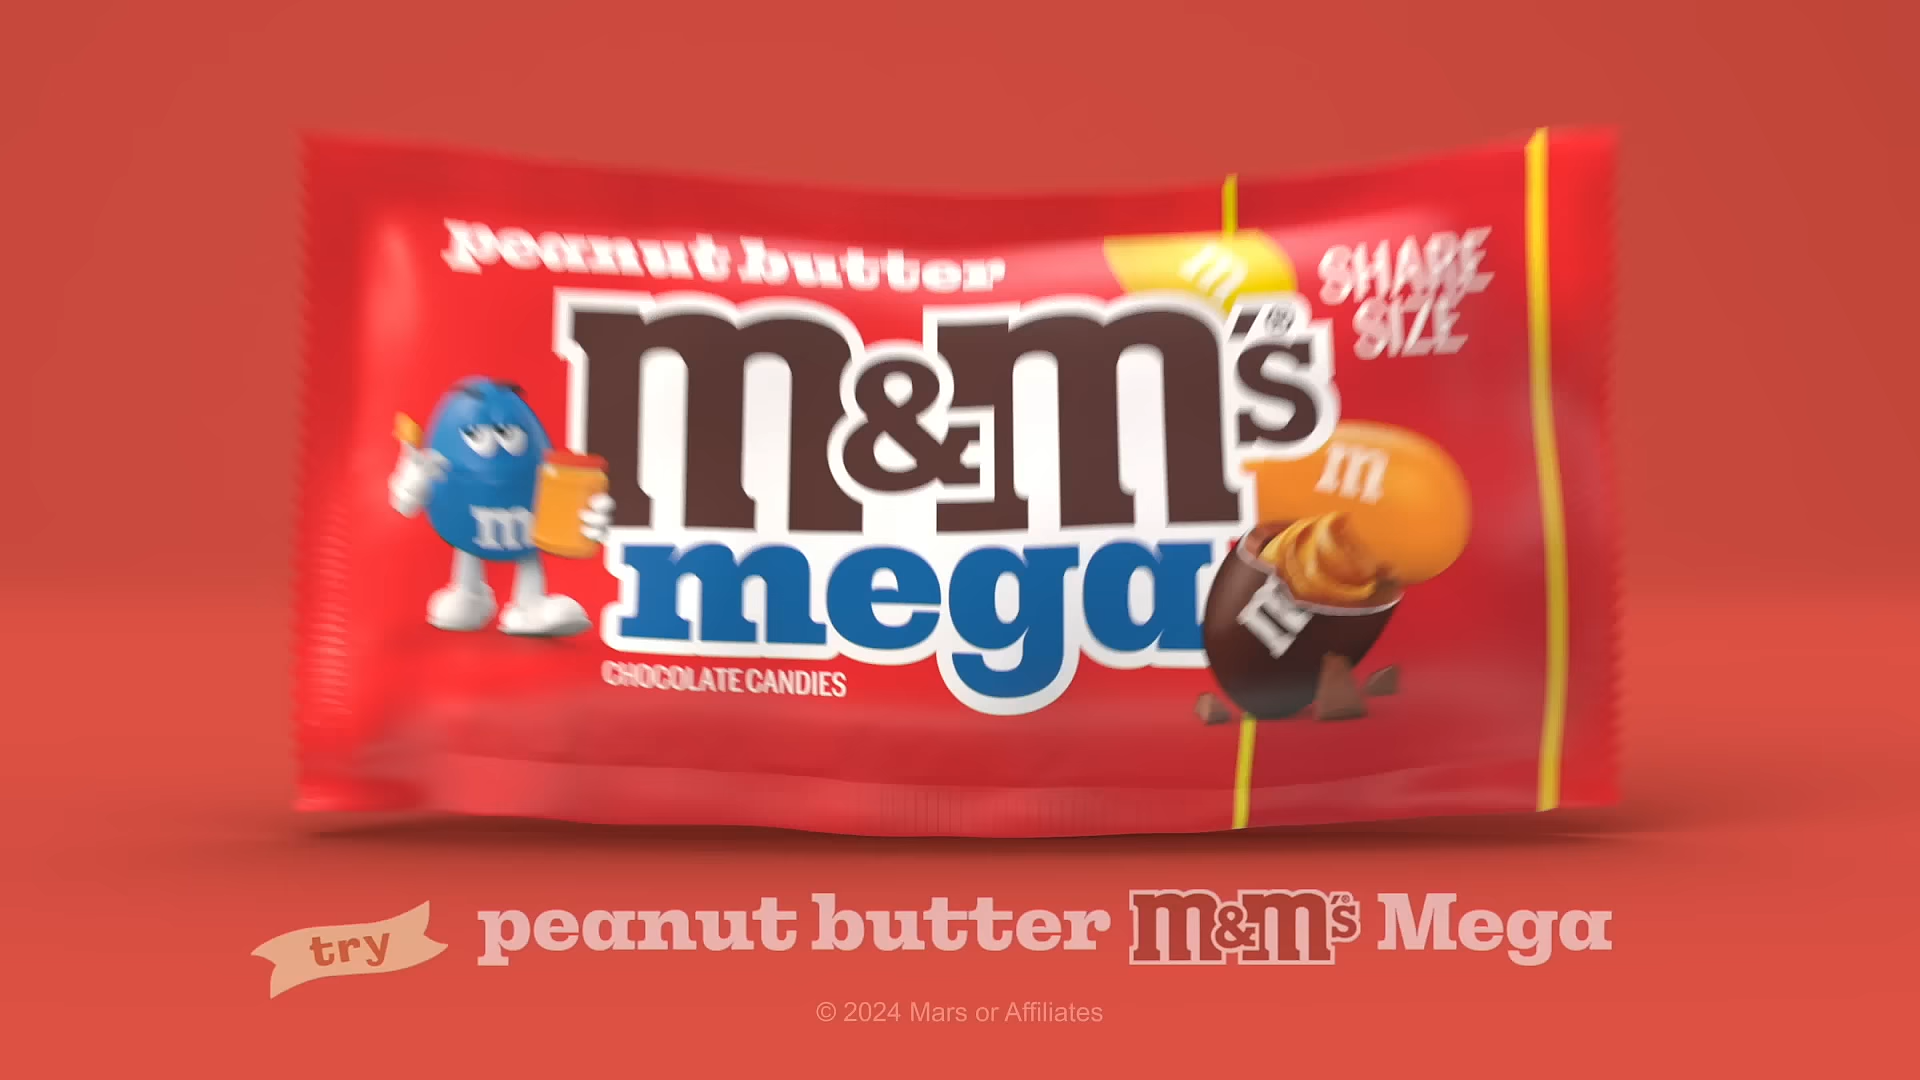 peanut butter
SHARE
SIZE
m
m&m's®
m
m
m
mega
CHOCOLATE CANDIES
try peanut butter m&m's® Mega
© 2024 Mars or Affiliates